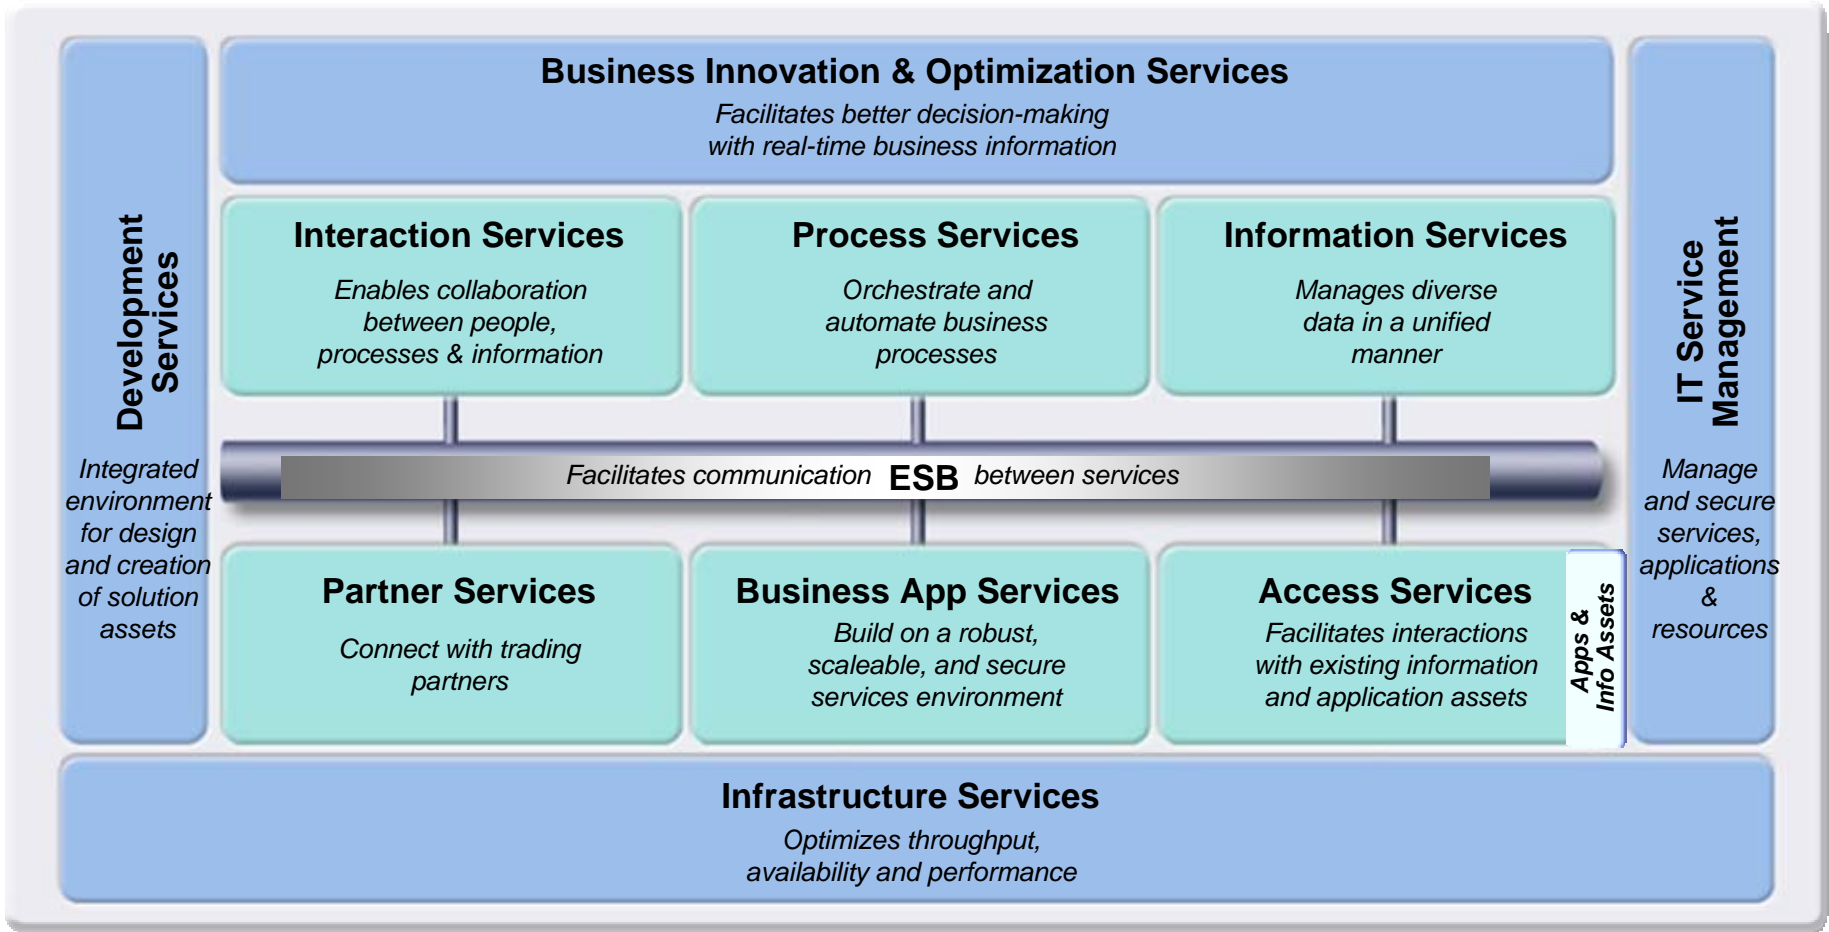 Business Innovation & Optimization Services
Facilitates better decision-making
with real-time business information
Development
Services
Integrated
environment
for design
and creation
of solution
assets
Interaction Services
Enables collaboration
between people,
processes & information
Process Services
Orchestrate and
automate business
processes
Information Services
Manages diverse
data in a unified
manner
IT Service
Management
Manage
and secure
services,
applications
&
resources
Facilitates communication ESB between services
Partner Services
Connect with trading
partners
Business App Services
Build on a robust,
scaleable, and secure
services environment
Access Services
Facilitates interactions
with existing information
and application assets
Apps &
Info Assets
Infrastructure Services
Optimizes throughput,
availability and performance